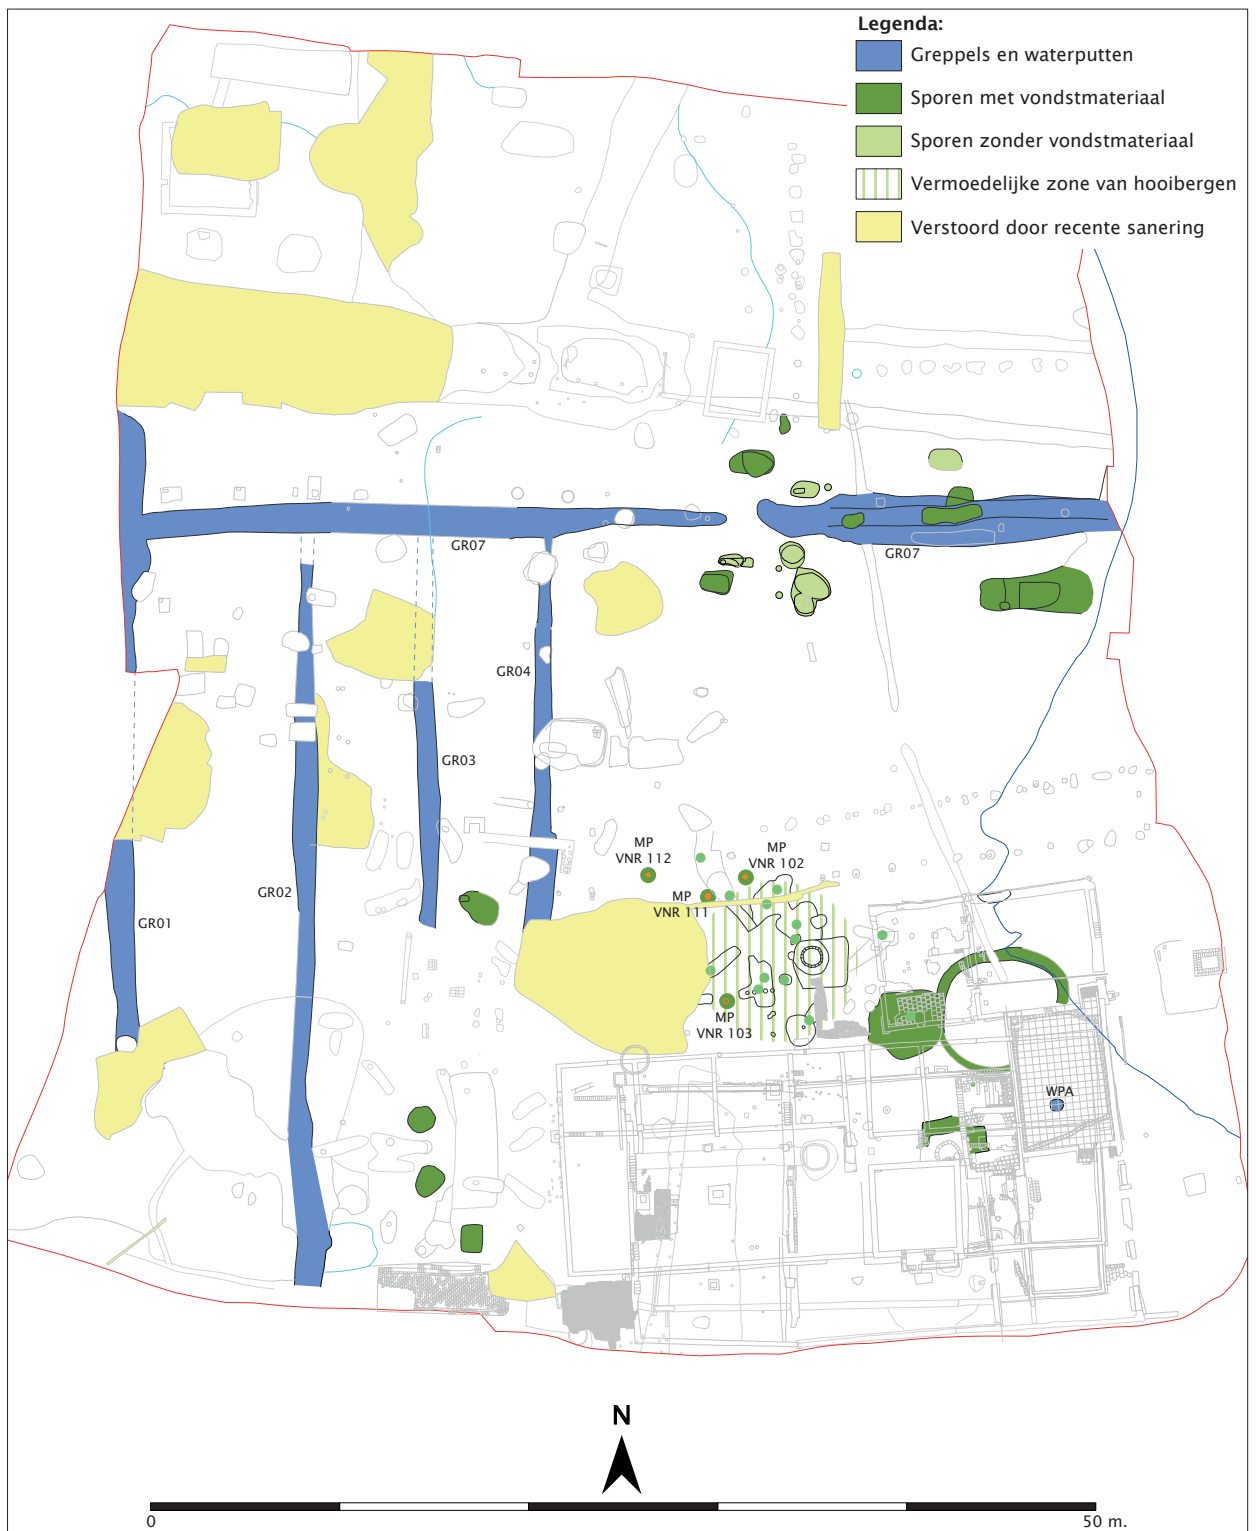 Legenda:
Greppels en waterputten
Sporen met vondstmateriaal
Sporen zonder vondstmateriaal
Vermoedelijke zone van hooibergen
Verstoord door recente sanering
GR07
GR07
GR04
GR03
MP
VNR 112
MP
VNR 102
MP
VNR 111
GR02
GR01
MP
VNR 103
WPA
N
0
50 m.